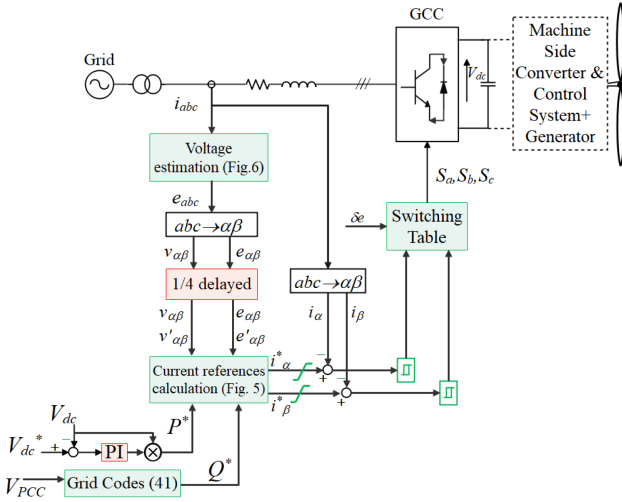 GCC
Grid
Machine
Side
Converter &
Control
System+
Generator
V_dc
i_abc
Voltage
estimation (Fig.6)
e_abc
S_a,S_b,S_c
abc→αβ
δe
Switching
Table
v_αβ e_αβ
1/4 delayed
abc→αβ
v_αβ e_αβ
v'_αβ e'_αβ
i_α i_β
Current references
calculation (Fig. 5)
i*_α
−
+
i*_β
−
+
V_dc
P*
V_dc*
−
+
PI
×
Q*
V_PCC
Grid Codes (41)